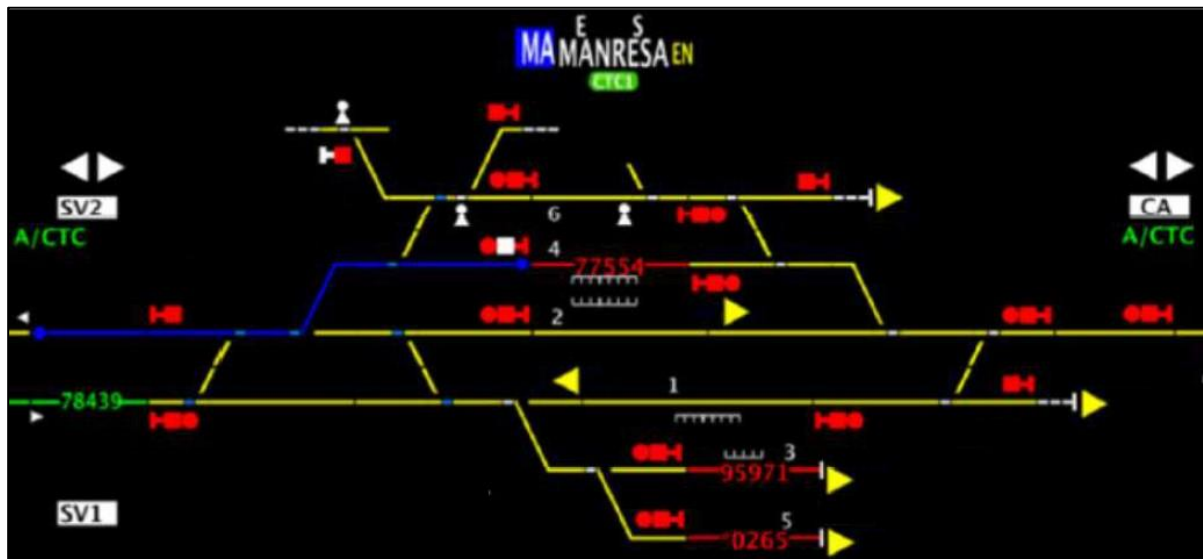 E S
MA MANRESA EN
CTC1
SV2
CA
A/CTC
A/CTC
6
4
77554
2
1
78439
3
95971
SV1
5
0265